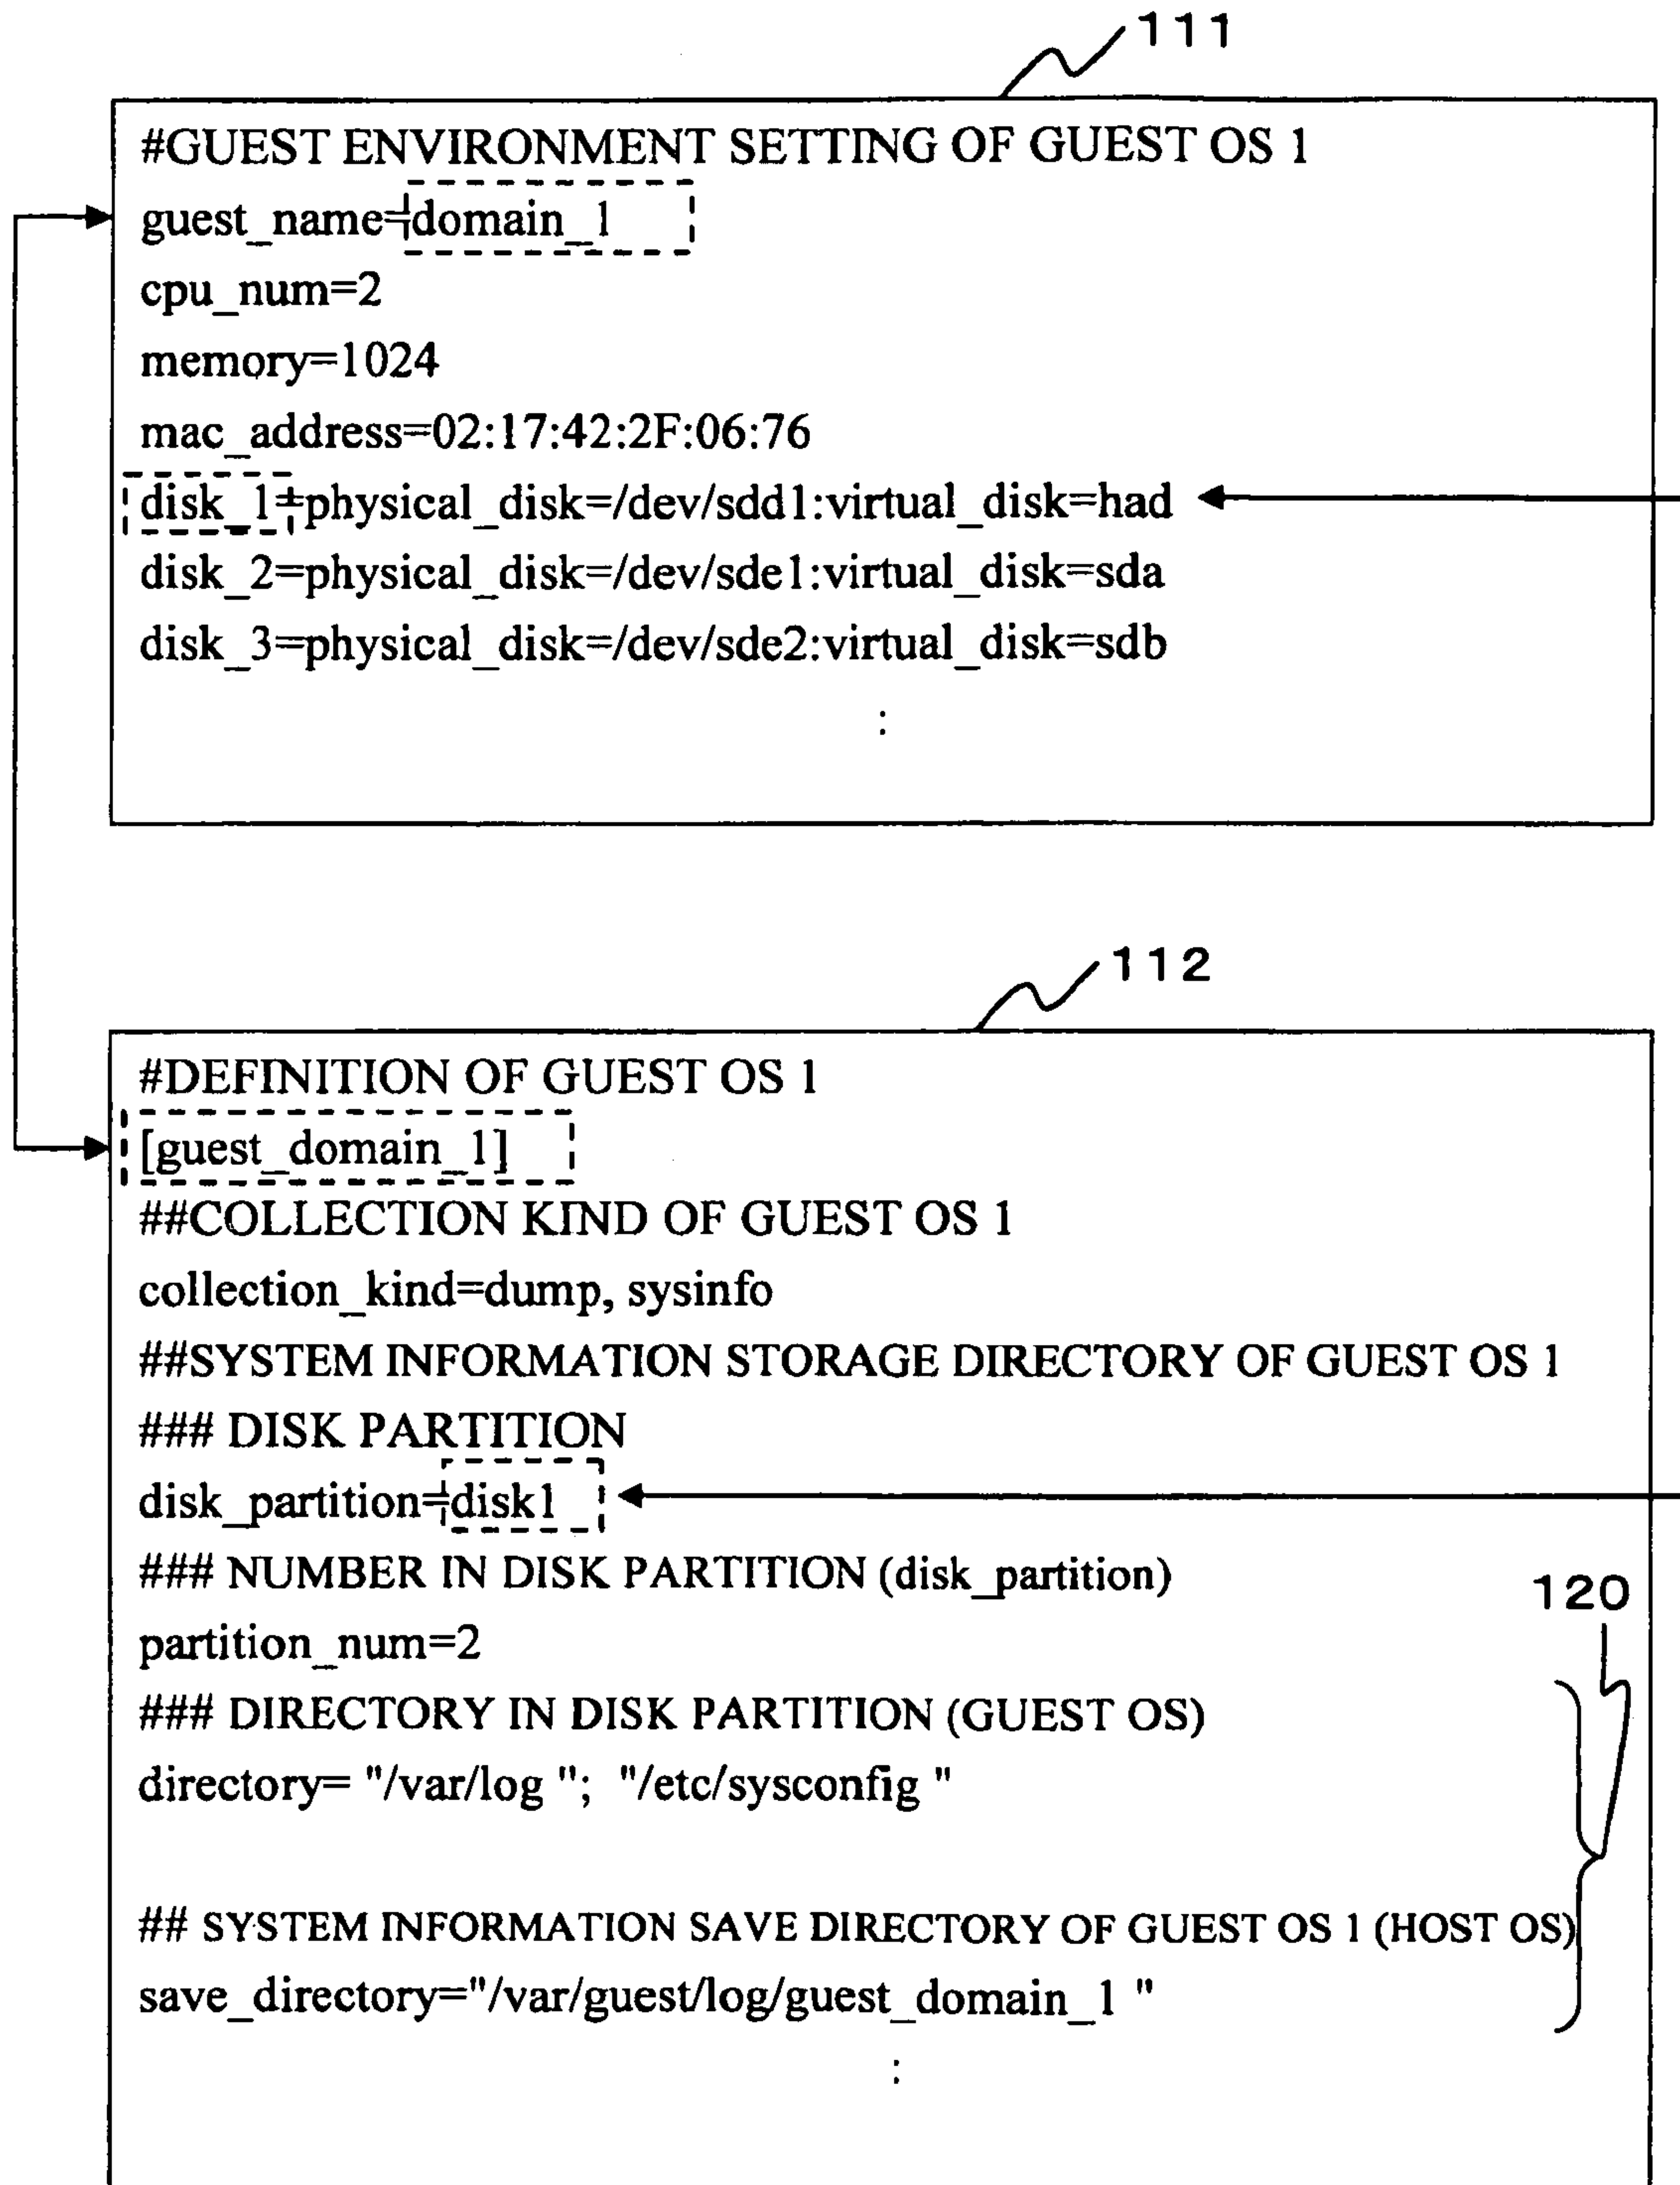 111
#GUEST ENVIRONMENT SETTING OF GUEST OS 1
guest_name=domain_1
cpu_num=2
memory=1024
mac_address=02:17:42:2F:06:76
disk_1=physical_disk=/dev/sdd1:virtual_disk=had
disk_2=physical_disk=/dev/sde1:virtual_disk=sda
disk_3=physical_disk=/dev/sde2:virtual_disk=sdb
:
112
#DEFINITION OF GUEST OS 1
[guest_domain_1]
##COLLECTION KIND OF GUEST OS 1
collection_kind=dump, sysinfo
##SYSTEM INFORMATION STORAGE DIRECTORY OF GUEST OS 1
### DISK PARTITION
disk_partition=disk1
### NUMBER IN DISK PARTITION (disk_partition)
120
partition_num=2
### DIRECTORY IN DISK PARTITION (GUEST OS)
directory= "/var/log "; "/etc/sysconfig "
## SYSTEM INFORMATION SAVE DIRECTORY OF GUEST OS 1 (HOST OS)
save_directory="/var/guest/log/guest_domain_1 "
: